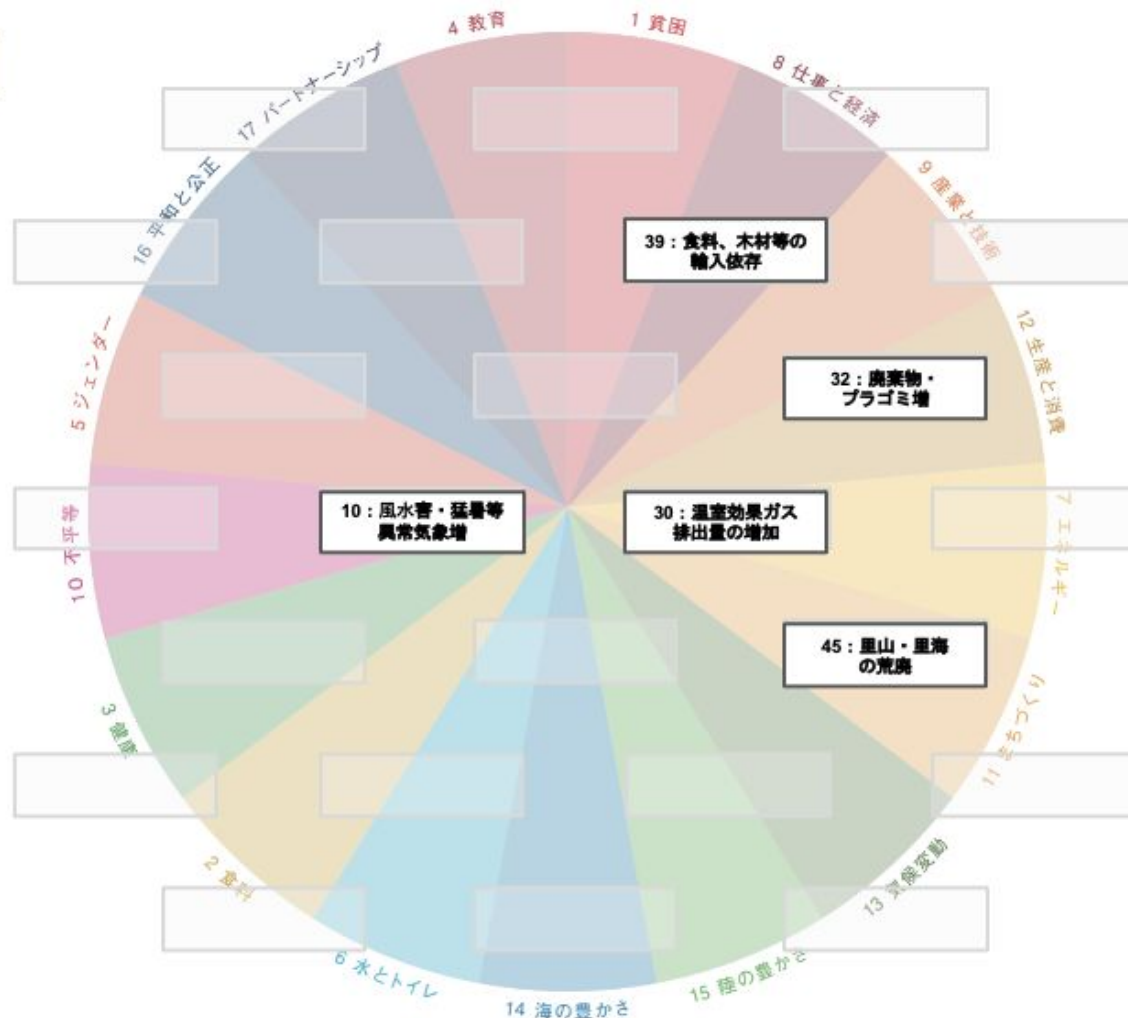 4 教育
1 貧困
17 パートナーシップ
8 仕事と経済
16 平和と公正
9 産業と技術
39：食料、木材等の
輸入依存
5 ジェンダー
12 生産と消費
32：廃棄物・
プラゴミ増
10 不平等
10：風水害・猛暑等
異常気象増
30：温室効果ガス
排出量の増加
7 エネルギー
45：里山・里海
の荒廃
3 健康
11 まちづくり
2 食
13 気候変動
6 水とトイレ
15 陸の豊かさ
14 海の豊かさ